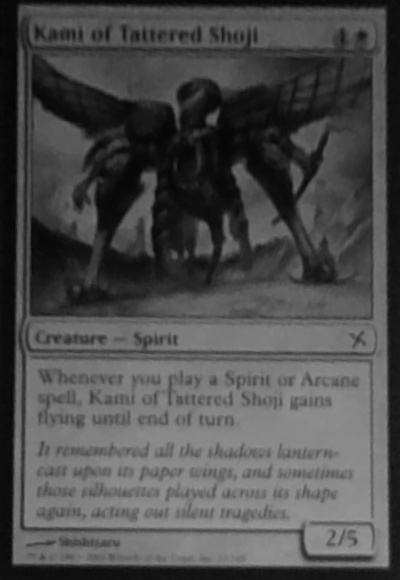 Kami of Tattered Shoji 4
Creature — Spirit
Whenever you play a Spirit or Arcane
spell, Kami of Tattered Shoji gains
flying until end of turn.
It remembered all the shadows lantern-
cast upon its paper wings, and sometimes
those silhouettes played across its shape
again, acting out silent tragedies.
Shishizaru
2/5